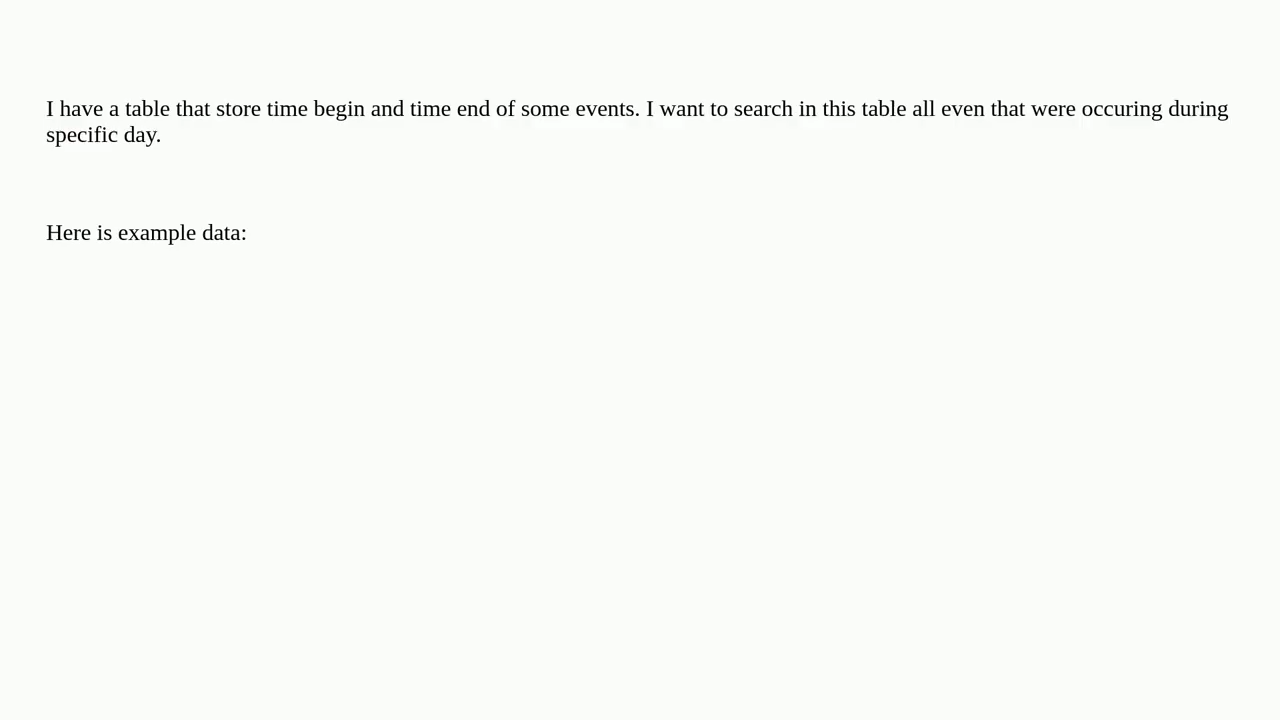 I have a table that store time begin and time end of some events. I want to search in this table all even that were occuring during
specific day.
Here is example data: